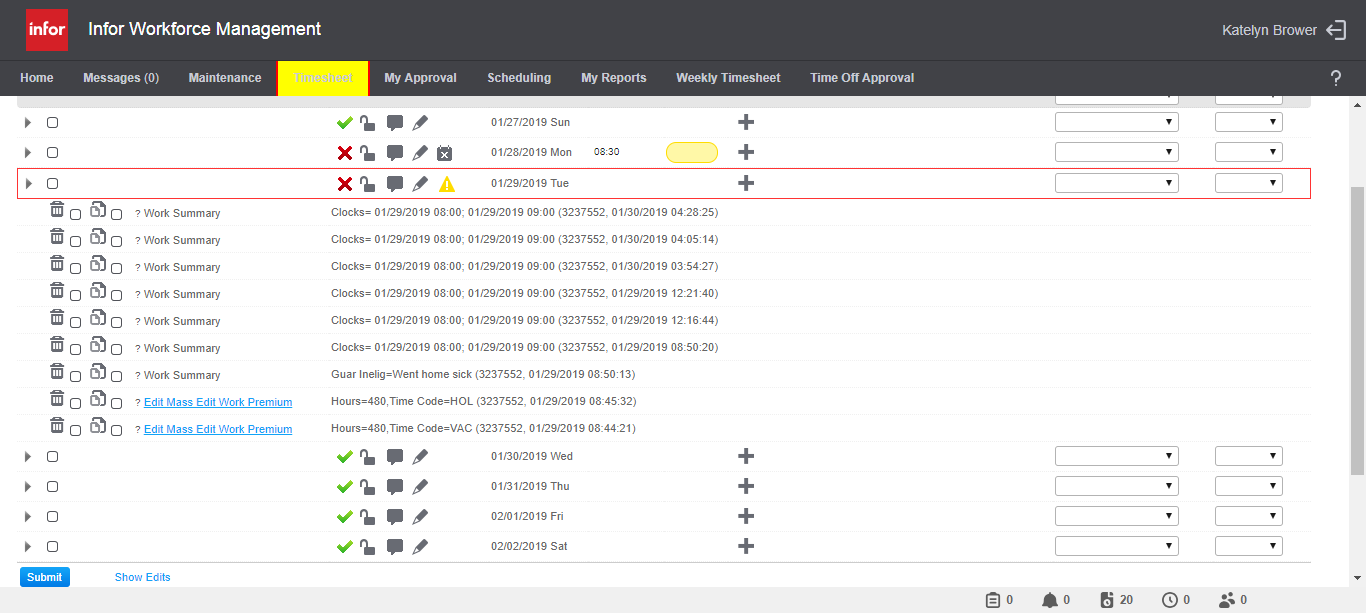 infor Infor Workforce Management Katelyn Brower
Home Messages (0) Maintenance Timesheet My Approval Scheduling My Reports Weekly Timesheet Time Off Approval ?
01/27/2019 Sun
01/28/2019 Mon 08:30
01/29/2019 Tue
? Work Summary Clocks= 01/29/2019 08:00; 01/29/2019 09:00 (3237552, 01/30/2019 04:28:25)
? Work Summary Clocks= 01/29/2019 08:00; 01/29/2019 09:00 (3237552, 01/30/2019 04:05:14)
? Work Summary Clocks= 01/29/2019 08:00; 01/29/2019 09:00 (3237552, 01/30/2019 03:54:27)
? Work Summary Clocks= 01/29/2019 08:00; 01/29/2019 09:00 (3237552, 01/29/2019 12:21:40)
? Work Summary Clocks= 01/29/2019 08:00; 01/29/2019 09:00 (3237552, 01/29/2019 12:16:44)
? Work Summary Clocks= 01/29/2019 08:00; 01/29/2019 09:00 (3237552, 01/29/2019 08:50:20)
? Work Summary Guar Inelig=Went home sick (3237552, 01/29/2019 08:50:13)
? Edit Mass Edit Work Premium Hours=480,Time Code=HOL (3237552, 01/29/2019 08:45:32)
? Edit Mass Edit Work Premium Hours=480,Time Code=VAC (3237552, 01/29/2019 08:44:21)
01/30/2019 Wed
01/31/2019 Thu
02/01/2019 Fri
02/02/2019 Sat
Submit Show Edits
0 0 20 0 0